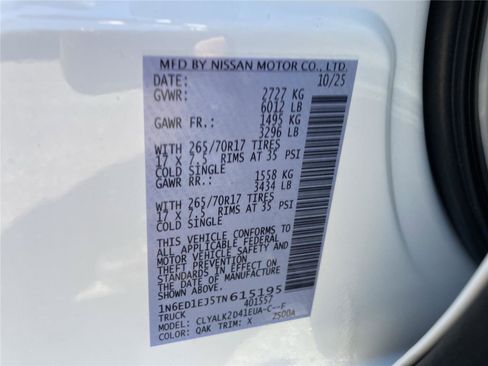 MFD BY NISSAN MOTOR CO., LTD.
DATE: 10/25
GVWR: 2727 KG
6012 LB
GAWR FR.: 1495 KG
3296 LB
WITH 265/70R17 TIRES
17 X 7.5 RIMS AT 35 PSI
COLD SINGLE
GAWR RR.: 1558 KG
3434 LB
WITH 265/70R17 TIRES
17 X 7.5 RIMS AT 35 PSI
COLD SINGLE
THIS VEHICLE CONFORMS TO
ALL APPLICABLE FEDERAL
MOTOR VEHICLE SAFETY AND
THEFT PREVENTION
STANDARDS IN EFFECT ON
THE DATE OF MANUFACTURE
1N6ED1EJ5TN615195
TRUCK 401557
MODEL: CLYALK2D41EUA-C--F
COLOR: QAK TRIM: X 2S00A